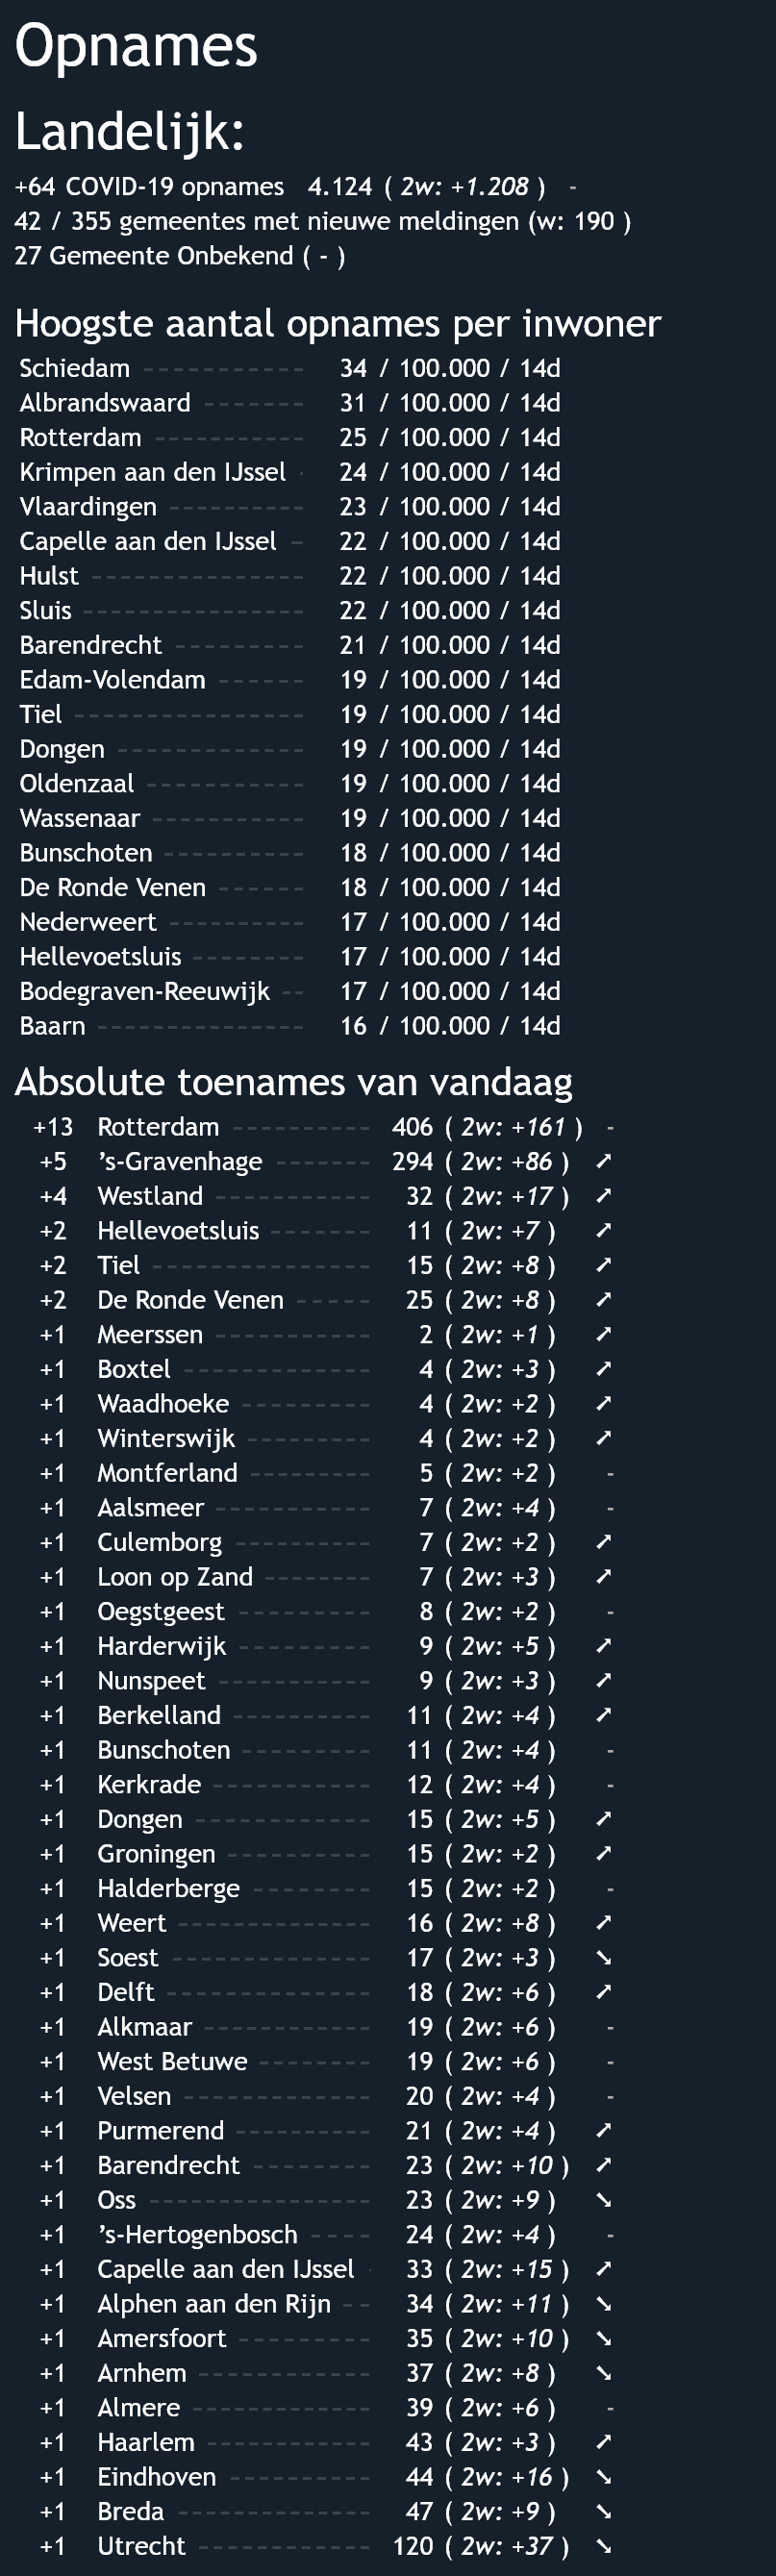 Opnames
Landelijk:
+64 COVID-19 opnames 4.124 ( 2w: +1.208 ) -
42 / 355 gemeentes met nieuwe meldingen (w: 190 )
27 Gemeente Onbekend ( - )
Hoogste aantal opnames per inwoner
Schiedam ----------- 34 / 100.000 / 14d
Albrandswaard ------- 31 / 100.000 / 14d
Rotterdam ---------- 25 / 100.000 / 14d
Krimpen aan den IJssel - 24 / 100.000 / 14d
Vlaardingen --------- 23 / 100.000 / 14d
Capelle aan den IJssel - 22 / 100.000 / 14d
Hulst -------------- 22 / 100.000 / 14d
Sluis --------------- 22 / 100.000 / 14d
Barendrecht --------- 21 / 100.000 / 14d
Edam-Volendam ------ 19 / 100.000 / 14d
Tiel ---------------- 19 / 100.000 / 14d
Dongen ------------- 19 / 100.000 / 14d
Oldenzaal ----------- 19 / 100.000 / 14d
Wassenaar ---------- 19 / 100.000 / 14d
Bunschoten ---------- 18 / 100.000 / 14d
De Ronde Venen ------ 18 / 100.000 / 14d
Nederweert --------- 17 / 100.000 / 14d
Hellevoetsluis -------- 17 / 100.000 / 14d
Bodegraven-Reeuwijk -- 17 / 100.000 / 14d
Baarn -------------- 16 / 100.000 / 14d
Absolute toenames van vandaag
+13 Rotterdam ---------- 406 ( 2w: +161 ) -
+5 ’s-Gravenhage ------- 294 ( 2w: +86 ) ➚
+4 Westland ----------- 32 ( 2w: +17 ) ➚
+2 Hellevoetsluis ------- 11 ( 2w: +7 ) ➚
+2 Tiel ---------------- 15 ( 2w: +8 ) ➚
+2 De Ronde Venen ----- 25 ( 2w: +8 ) ➚
+1 Meerssen ----------- 2 ( 2w: +1 ) ➚
+1 Boxtel ------------- 4 ( 2w: +3 ) ➚
+1 Waadhoeke --------- 4 ( 2w: +2 ) ➚
+1 Winterswijk --------- 4 ( 2w: +2 ) ➚
+1 Montferland --------- 5 ( 2w: +2 ) -
+1 Aalsmeer ----------- 7 ( 2w: +4 ) -
+1 Culemborg ---------- 7 ( 2w: +2 ) ➚
+1 Loon op Zand -------- 7 ( 2w: +3 ) ➚
+1 Oegstgeest ---------- 8 ( 2w: +2 ) -
+1 Harderwijk ---------- 9 ( 2w: +5 ) ➚
+1 Nunspeet ----------- 9 ( 2w: +3 ) ➚
+1 Berkelland ---------- 11 ( 2w: +4 ) ➚
+1 Bunschoten --------- 11 ( 2w: +4 ) -
+1 Kerkrade ----------- 12 ( 2w: +4 ) -
+1 Dongen ------------ 15 ( 2w: +5 ) ➚
+1 Groningen ---------- 15 ( 2w: +2 ) ➚
+1 Halderberge -------- 15 ( 2w: +2 ) -
+1 Weert ------------- 16 ( 2w: +8 ) ➚
+1 Soest -------------- 17 ( 2w: +3 ) ➘
+1 Delft -------------- 18 ( 2w: +6 ) ➚
+1 Alkmaar ------------ 19 ( 2w: +6 ) -
+1 West Betuwe -------- 19 ( 2w: +6 ) -
+1 Velsen ------------- 20 ( 2w: +4 ) -
+1 Purmerend ---------- 21 ( 2w: +4 ) ➚
+1 Barendrecht -------- 23 ( 2w: +10 ) ➚
+1 Oss --------------- 23 ( 2w: +9 ) ➘
+1 ’s-Hertogenbosch ---- 24 ( 2w: +4 ) -
+1 Capelle aan den IJssel - 33 ( 2w: +15 ) ➚
+1 Alphen aan den Rijn -- 34 ( 2w: +11 ) ➘
+1 Amersfoort ---------- 35 ( 2w: +10 ) ➘
+1 Arnhem ------------ 37 ( 2w: +8 ) ➘
+1 Almere ------------ 39 ( 2w: +6 ) -
+1 Haarlem ----------- 43 ( 2w: +3 ) ➚
+1 Eindhoven ---------- 44 ( 2w: +16 ) ➘
+1 Breda -------------- 47 ( 2w: +9 ) ➘
+1 Utrecht ------------ 120 ( 2w: +37 ) ➘